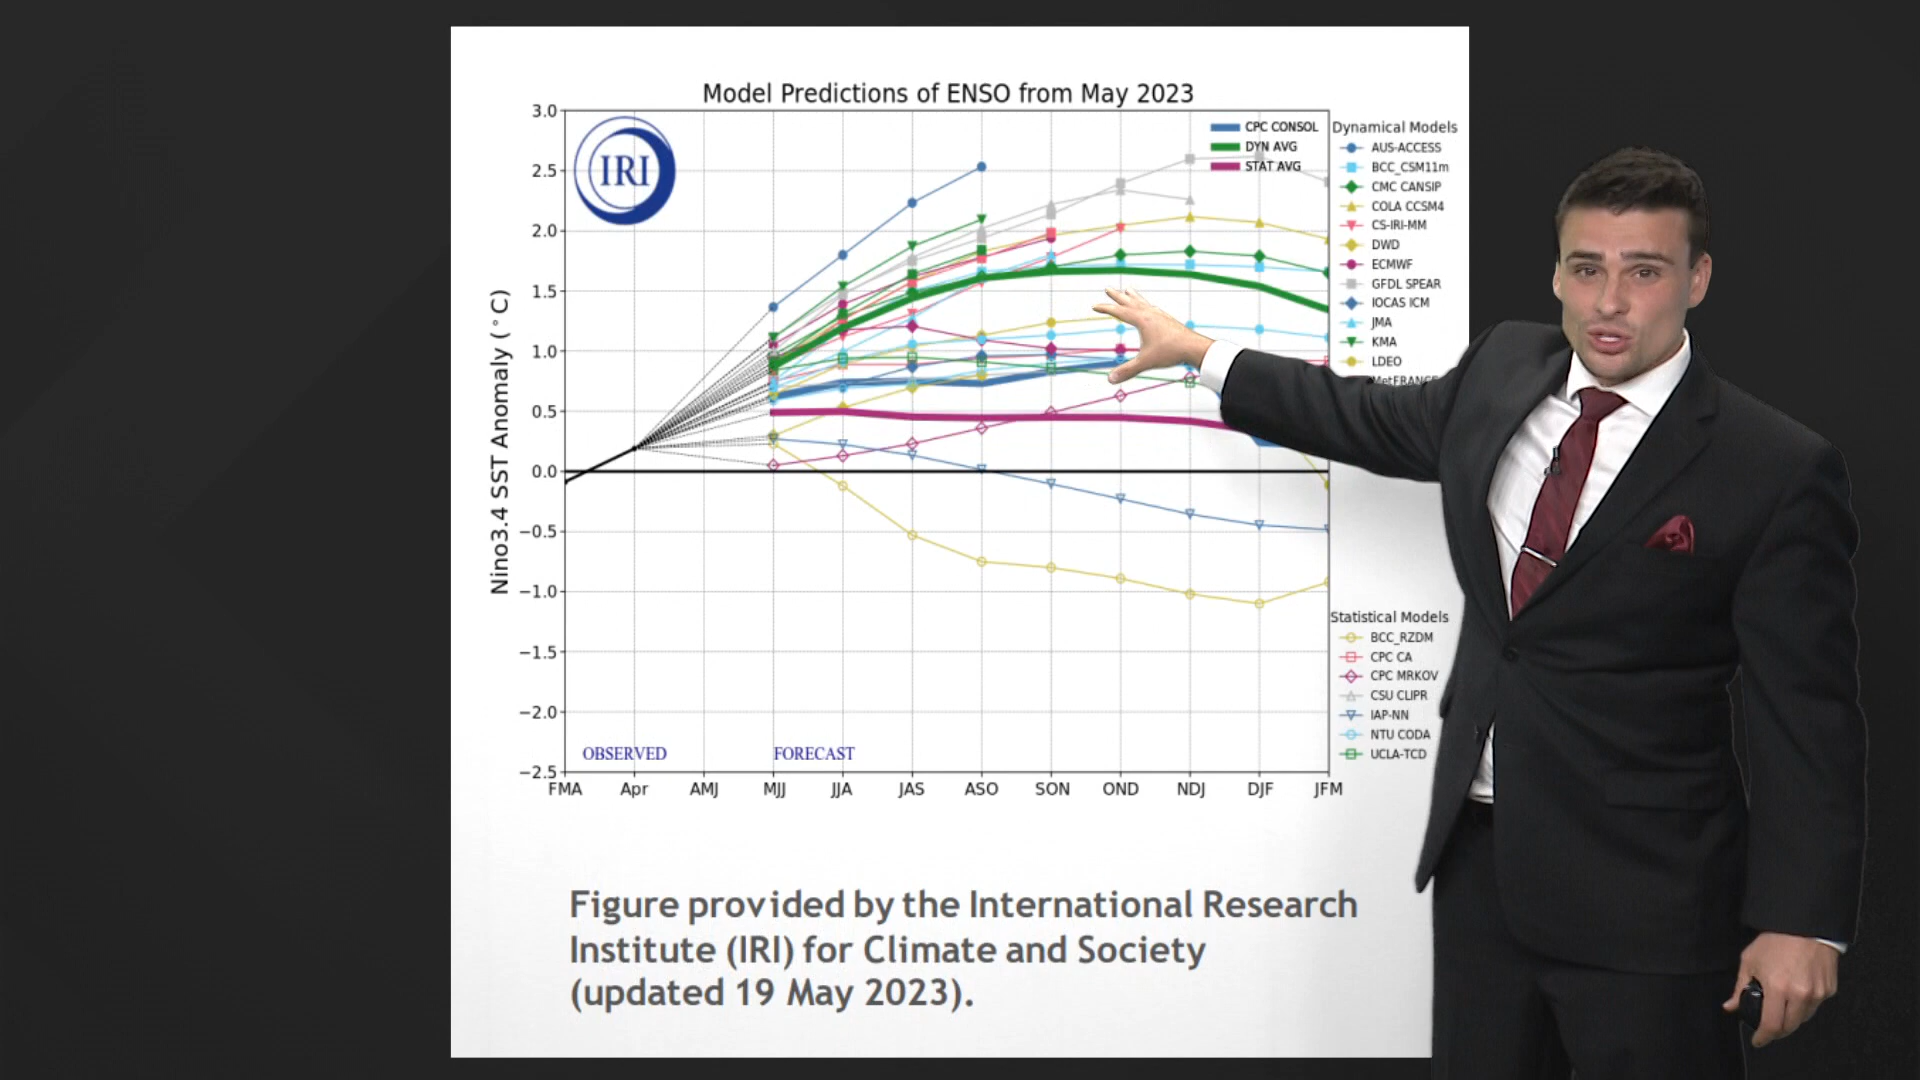 Model Predictions of ENSO from May 2023
3.0
2.5
2.0
1.5
1.0
0.5
0.0
−0.5
−1.0
−1.5
−2.0
−2.5
Nino3.4 SST Anomaly (°C)
IRI
CPC CONSOL
DYN AVG
STAT AVG
Dynamical Models
AUS-ACCESS
BCC_CSM11m
CMC CANSIP
COLA CCSM4
CS-IRI-MM
DWD
ECMWF
GFDL SPEAR
IOCAS ICM
JMA
KMA
LDEO
MetFRANCE
Statistical Models
BCC_RZDM
CPC CA
CPC MRKOV
CSU CLIPR
IAP-NN
NTU CODA
UCLA-TCD
OBSERVED
FORECAST
FMA Apr AMJ MJJ JJA JAS ASO SON OND NDJ DJF JFM
Figure provided by the International Research
Institute (IRI) for Climate and Society
(updated 19 May 2023).